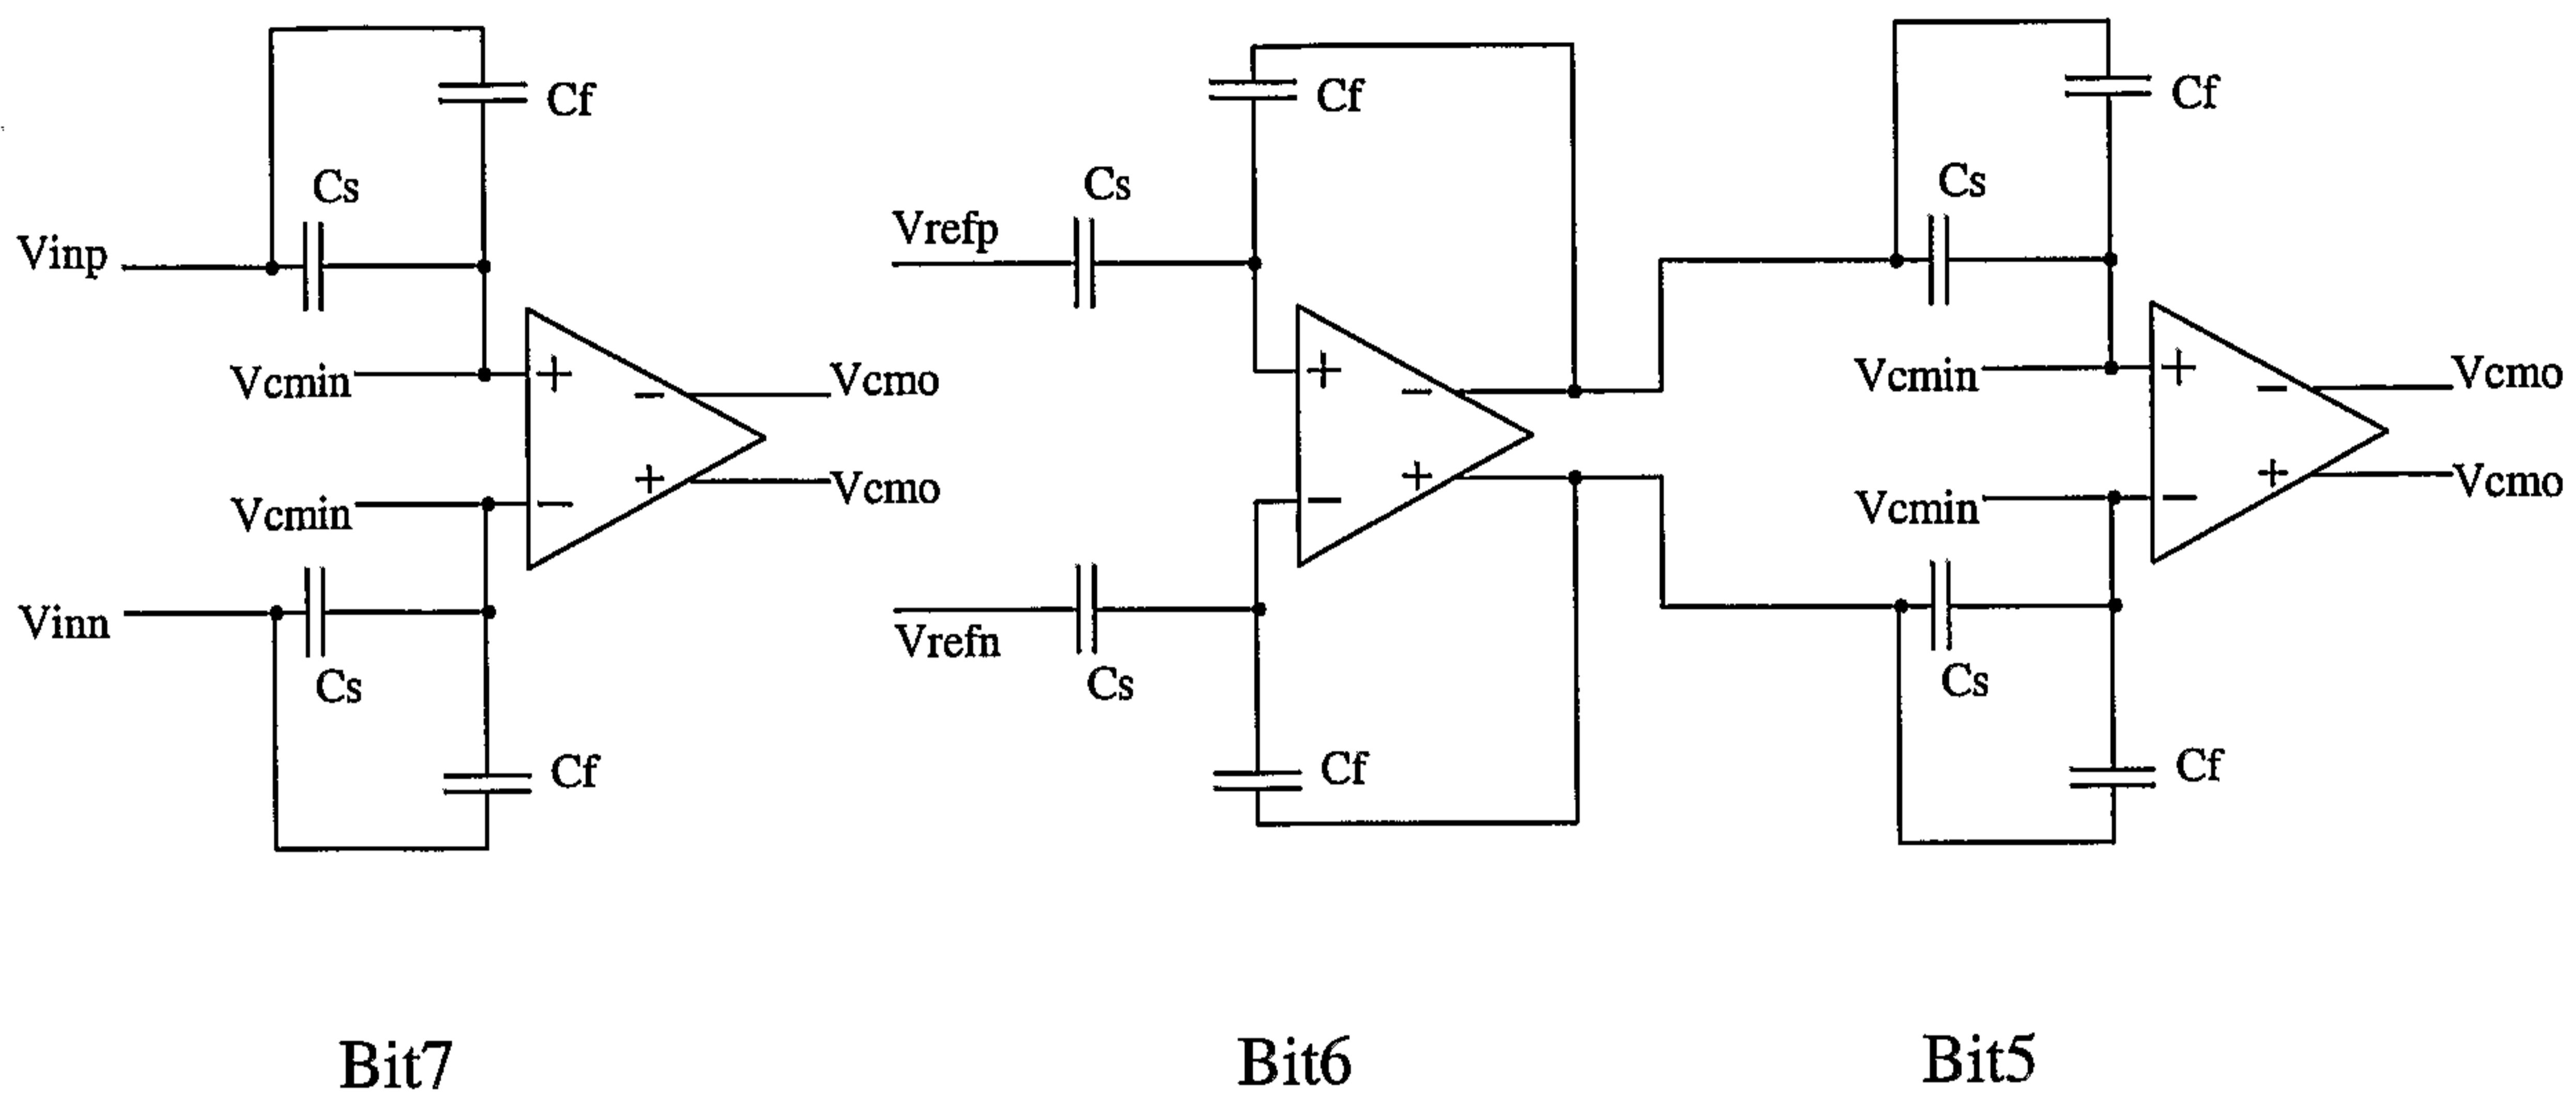 Cf
Cs
Vinp
Vcmin
+
−
Vcmo
+
Vcmo
Vcmin
−
Vinn
Cs
Cf
Bit7
Cf
Cs
Vrefp
+
−
+
−
Vrefn
Cs
Cf
Bit6
Cf
Cs
Vcmin
+
−
Vcmo
+
Vcmo
Vcmin
−
Cs
Cf
Bit5